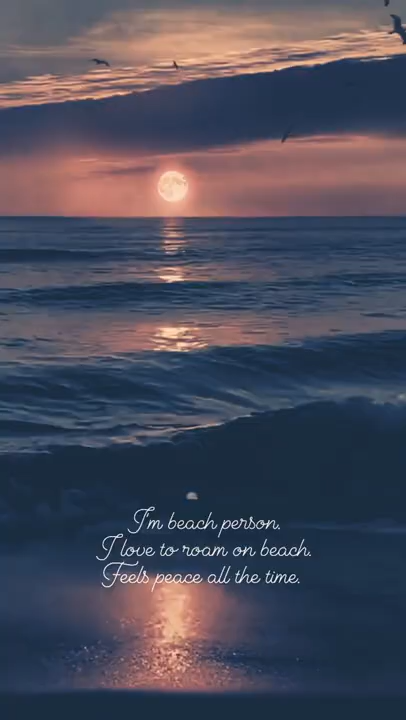 I'm beach person.
I love to roam on beach.
Feels peace all the time.